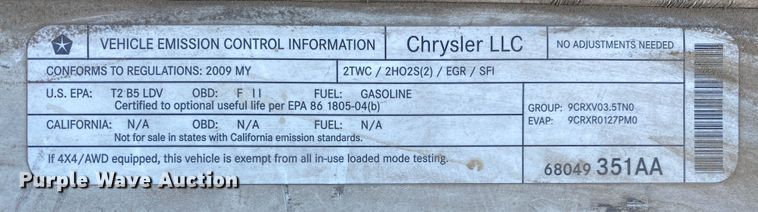 VEHICLE EMISSION CONTROL INFORMATION Chrysler LLC NO ADJUSTMENTS NEEDED
CONFORMS TO REGULATIONS: 2009 MY 2TWC / 2HO2S(2) / EGR / SFI
U.S. EPA: T2 B5 LDV OBD: F II FUEL: GASOLINE
Certified to optional useful life per EPA 86 1805-04(b)
GROUP: 9CRXV03.5TN0
EVAP: 9CRXR0127PM0
CALIFORNIA: N/A OBD: N/A FUEL: N/A
Not for sale in states with California emission standards.
If 4X4/AWD equipped, this vehicle is exempt from all in-use loaded mode testing.
68049 351AA
Purple Wave Auction